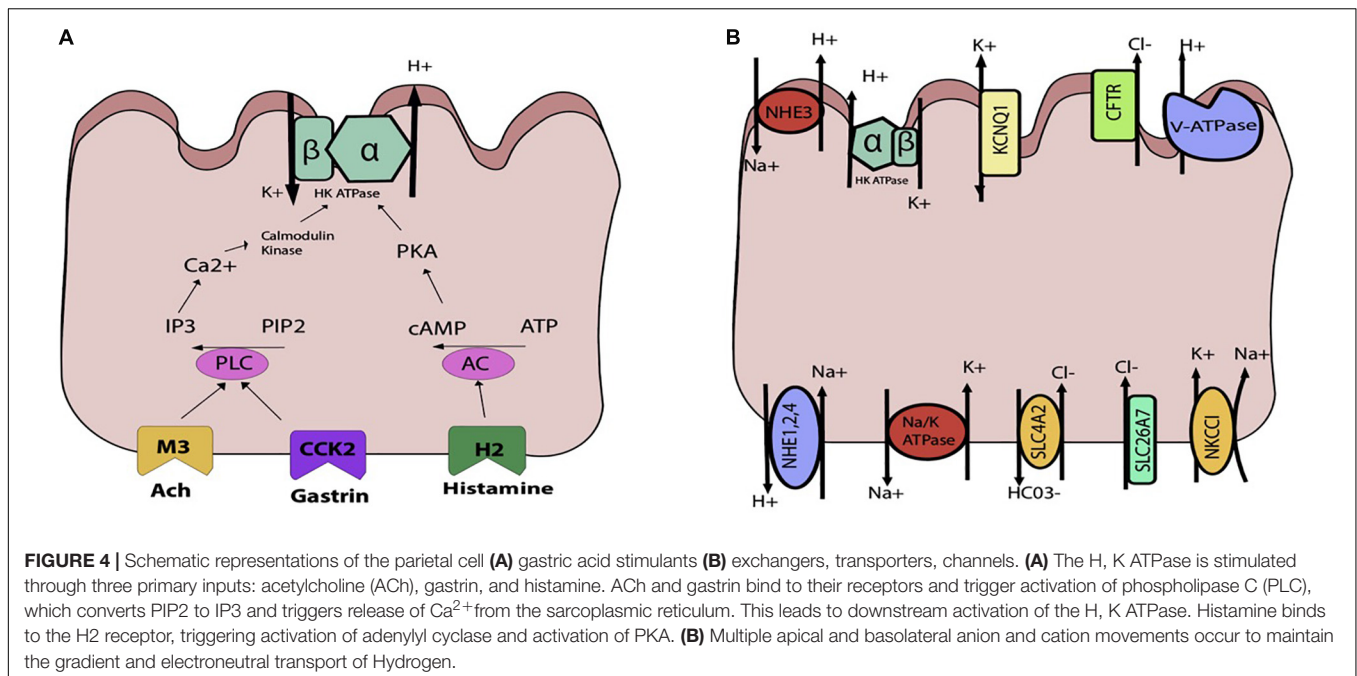 A
H+
β
α
K+
HK ATPase
Calmodulin
Kinase
PKA
Ca2+
IP3
PIP2
cAMP
ATP
PLC
AC
M3
CCK2
H2
Ach
Gastrin
Histamine
B
H+
K+
Cl-
H+
H+
NHE3
CFTR
KCNQ1
V-ATPase
α
β
Na+
HK ATPase
K+
Na+
K+
Cl-
Cl-
K+
Na+
NHE1,2,4
Na/K
ATPase
SLC4A2
SLC26A7
NKCCI
H+
Na+
HC03-
FIGURE 4 | Schematic representations of the parietal cell (A) gastric acid stimulants (B) exchangers, transporters, channels. (A) The H, K ATPase is stimulated
through three primary inputs: acetylcholine (ACh), gastrin, and histamine. ACh and gastrin bind to their receptors and trigger activation of phospholipase C (PLC),
which converts PIP2 to IP3 and triggers release of Ca2+from the sarcoplasmic reticulum. This leads to downstream activation of the H, K ATPase. Histamine binds
to the H2 receptor, triggering activation of adenylyl cyclase and activation of PKA. (B) Multiple apical and basolateral anion and cation movements occur to maintain
the gradient and electroneutral transport of Hydrogen.